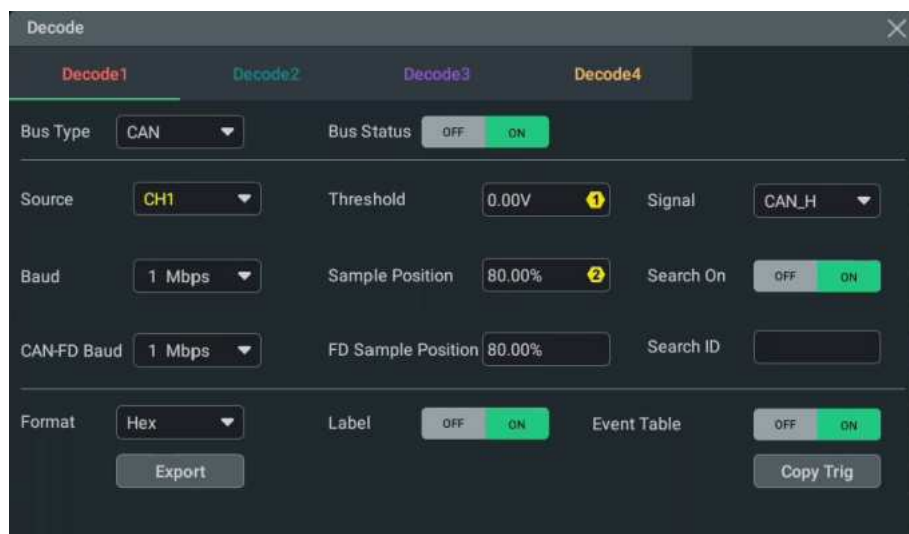 Decode
Decode1 Decode2 Decode3 Decode4
Bus Type CAN Bus Status OFF ON
Source CH1 Threshold 0.00V 1 Signal CAN_H
Baud 1 Mbps Sample Position 80.00% 2 Search On OFF ON
CAN-FD Baud 1 Mbps FD Sample Position 80.00% Search ID
Format Hex Label OFF ON Event Table OFF ON
Export Copy Trig